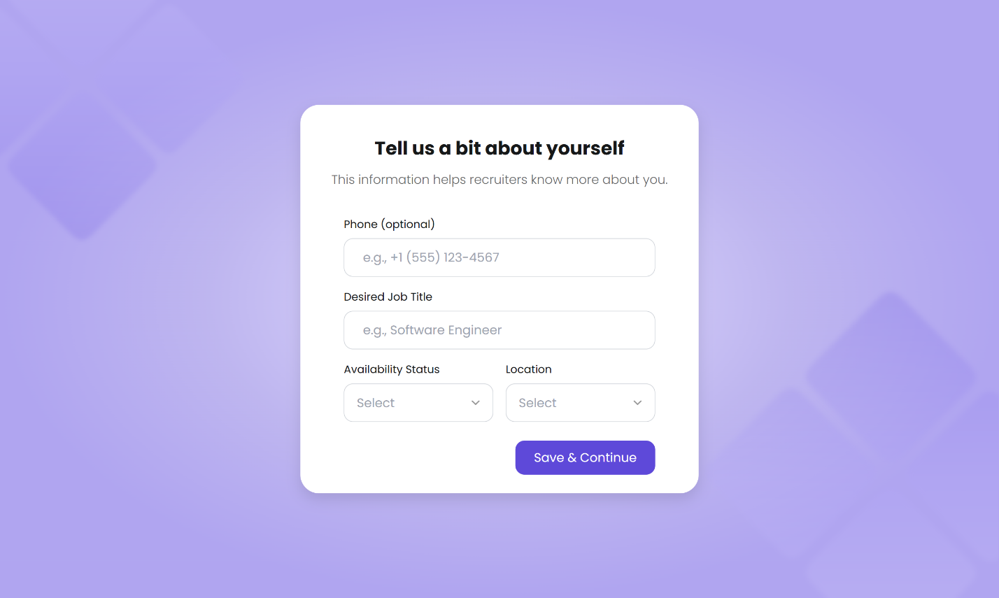 Tell us a bit about yourself
This information helps recruiters know more about you.
Phone (optional)
e.g., +1 (555) 123-4567
Desired Job Title
e.g., Software Engineer
Availability Status
Location
Select
Select
Save & Continue